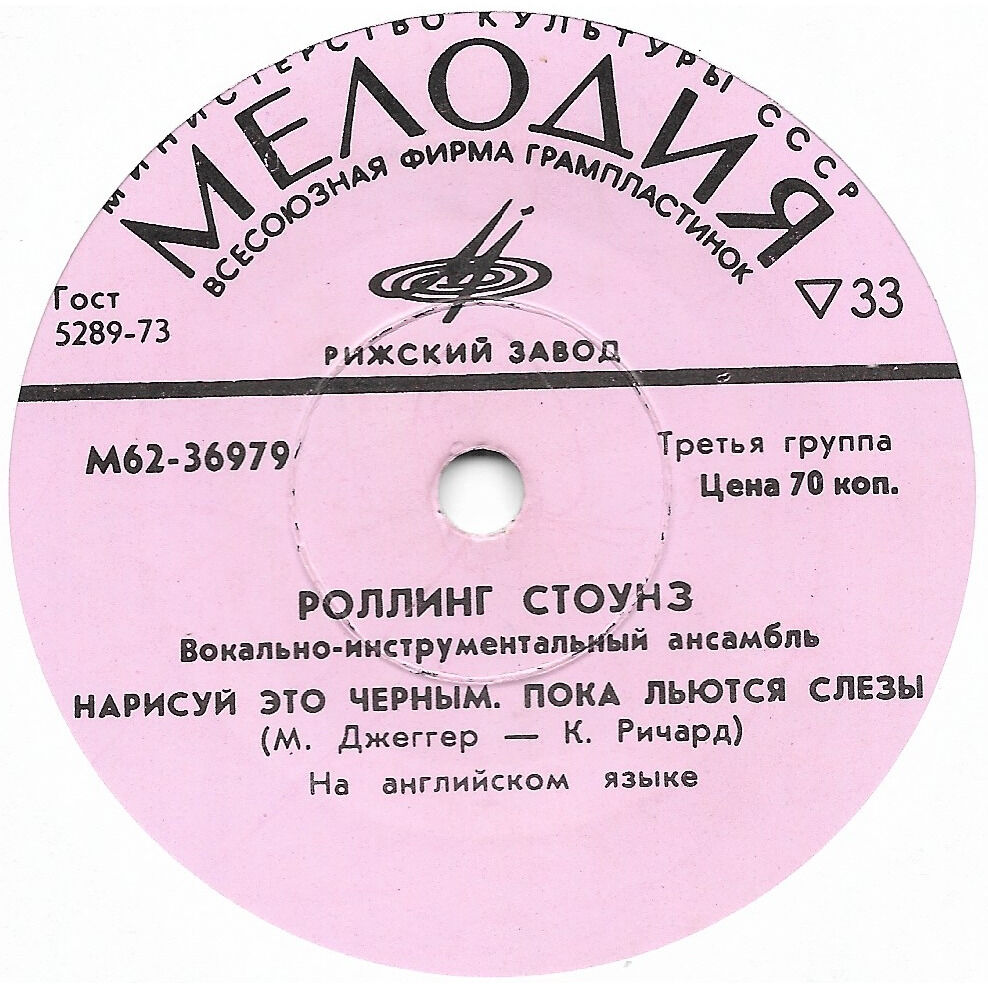 МИНИСТЕРСТВО КУЛЬТУРЫ СССР
МЕЛОДИЯ
ВСЕСОЮЗНАЯ ФИРМА ГРАМПЛАСТИНОК
Гост
5289-73
▽33
РИЖСКИЙ ЗАВОД
М62-36979
Третья группа
Цена 70 коп.
РОЛЛИНГ СТОУНЗ
Вокально-инструментальный ансамбль
НАРИСУЙ ЭТО ЧЕРНЫМ. ПОКА ЛЬЮТСЯ СЛЕЗЫ
(М. Джеггер — К. Ричард)
На английском языке